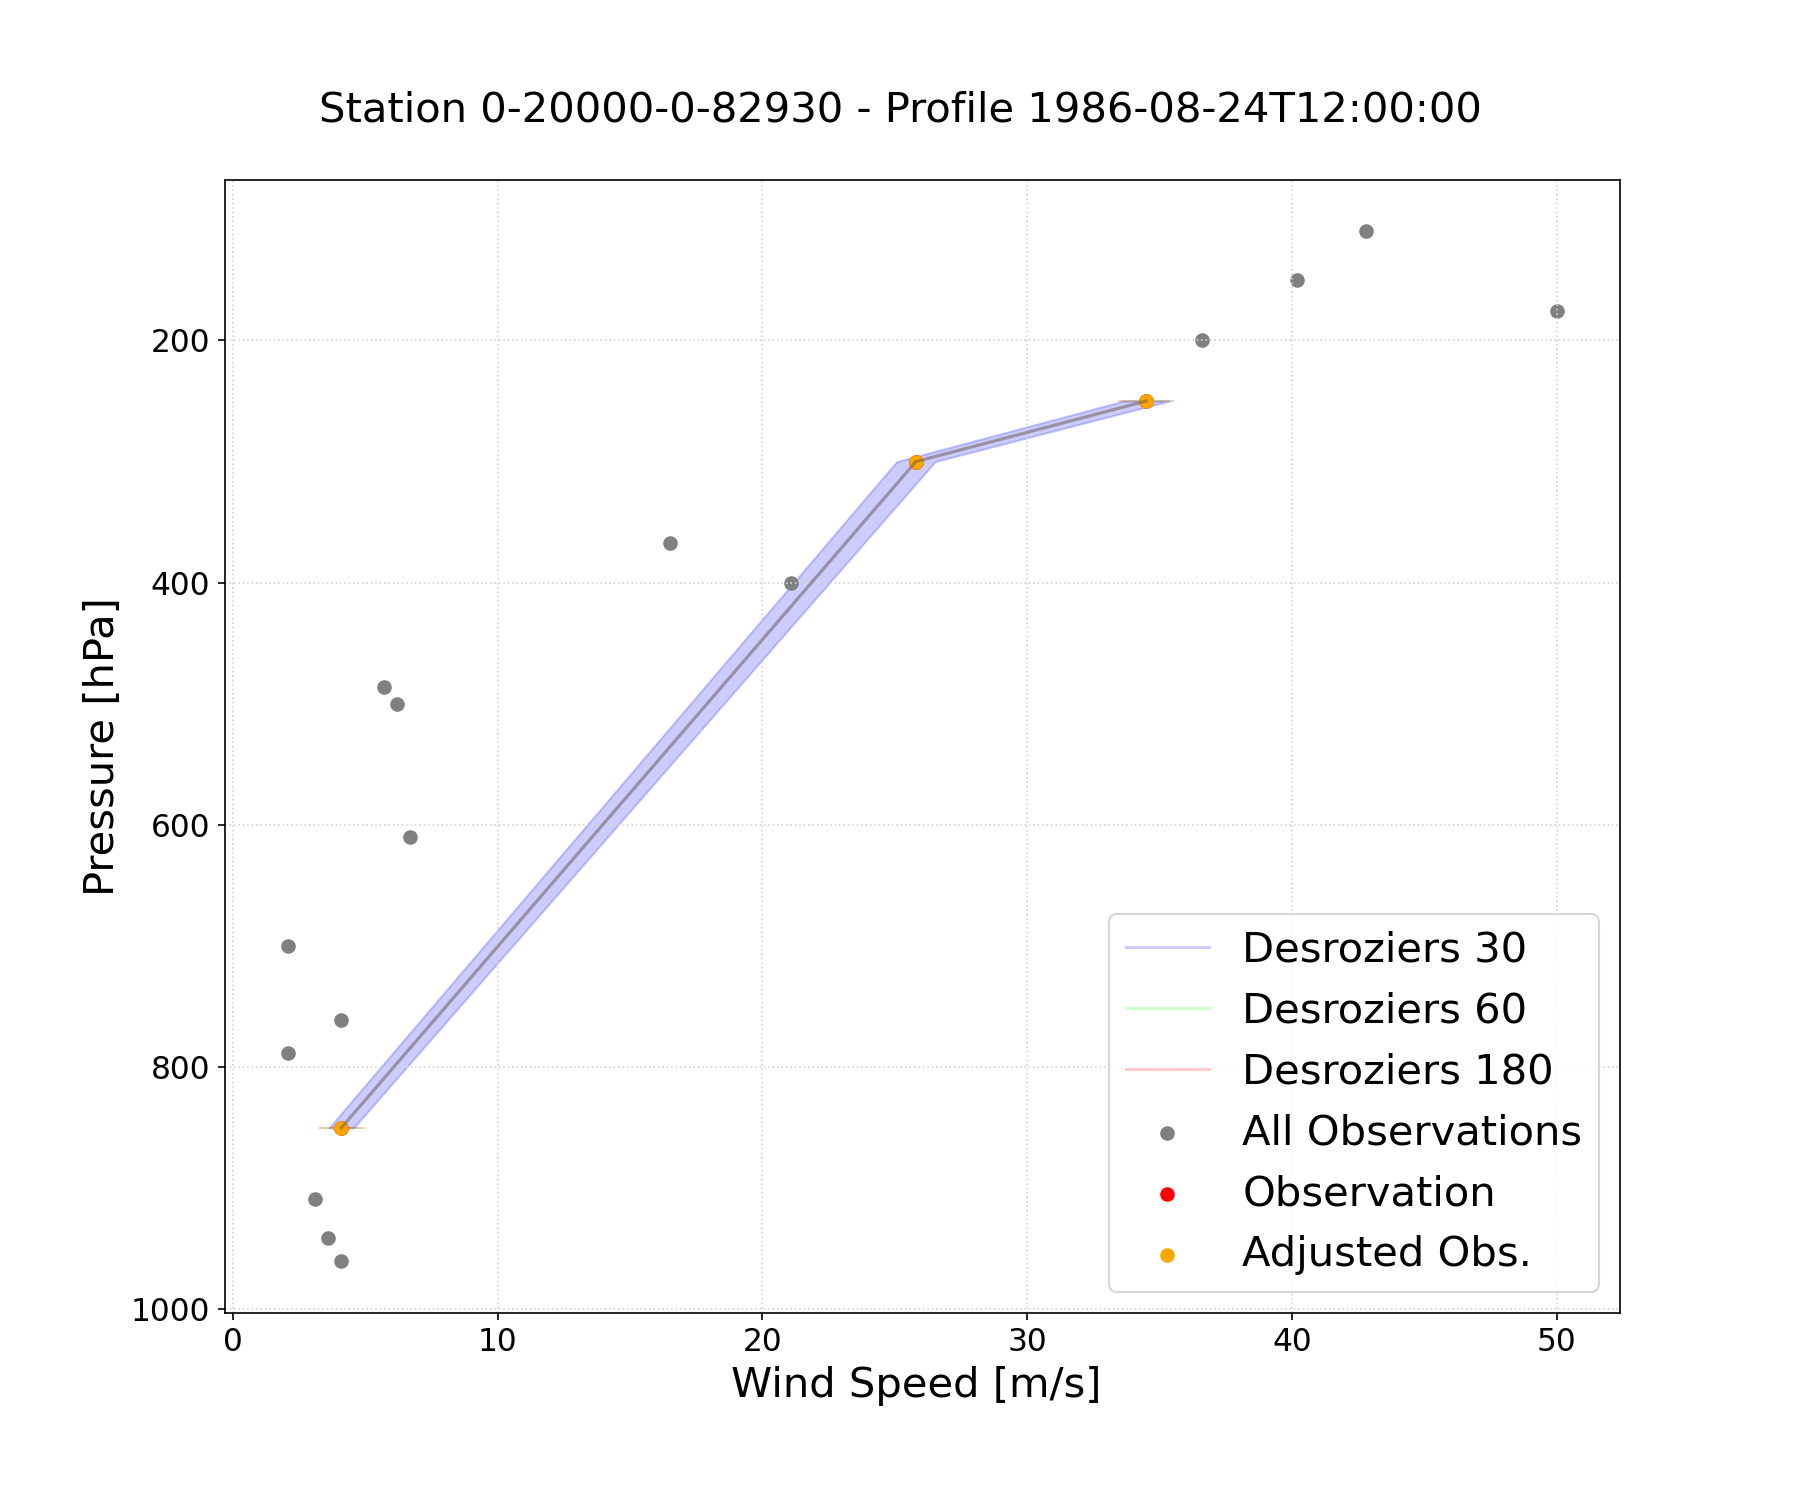 Station 0-20000-0-82930 - Profile 1986-08-24T12:00:00
200
400
600
800
1000
Pressure [hPa]
0
10
20
30
40
50
Wind Speed [m/s]
Desroziers 30
Desroziers 60
Desroziers 180
All Observations
Observation
Adjusted Obs.